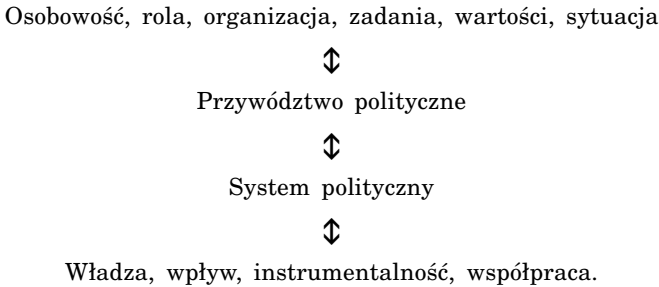 Osobowość, rola, organizacja, zadania, wartości, sytuacja
⇕
Przywództwo polityczne
⇕
System polityczny
⇕
Władza, wpływ, instrumentalność, współpraca.